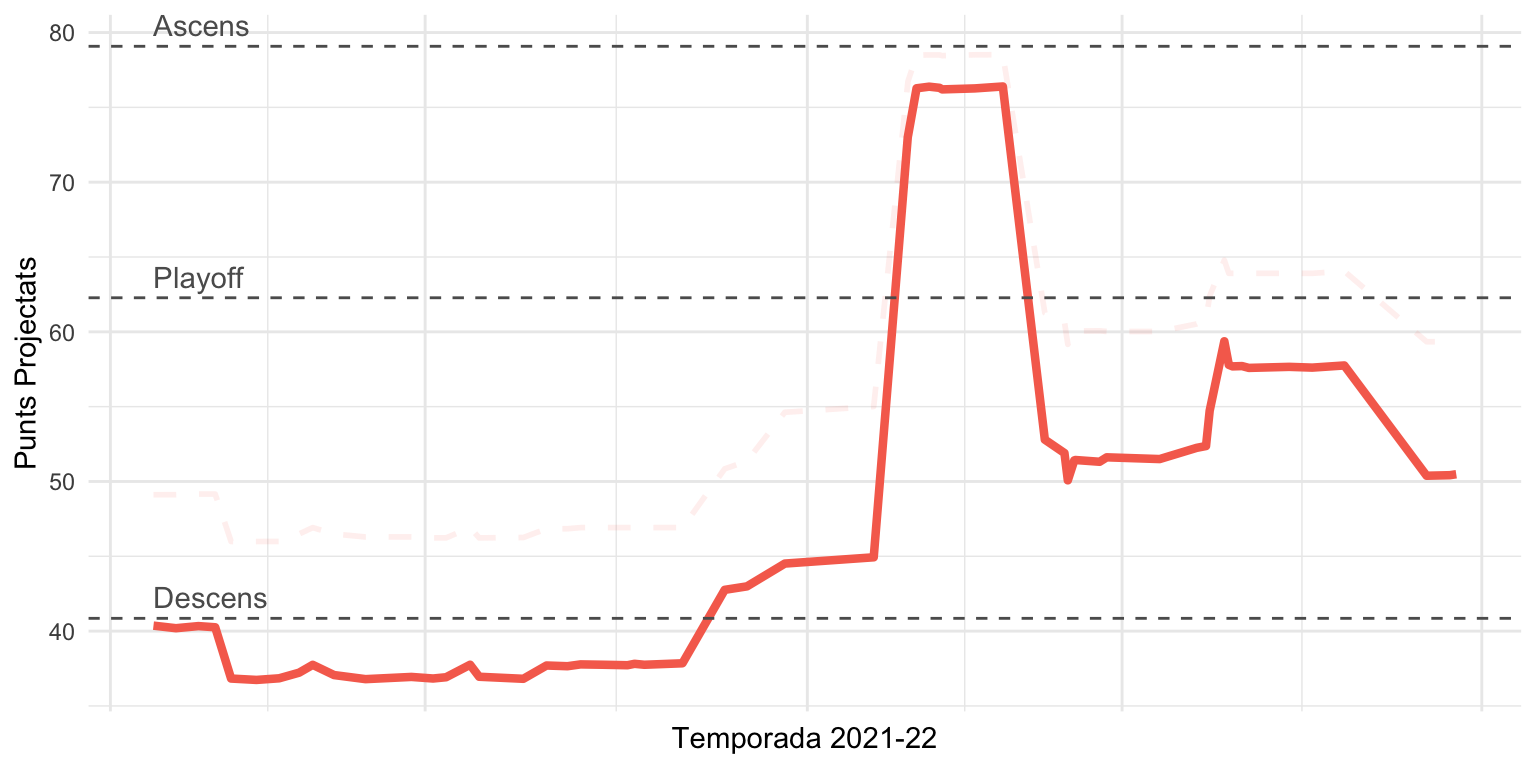 Ascens
80
70
Playoff
60
50
Descens
40
Punts Projectats
Temporada 2021-22